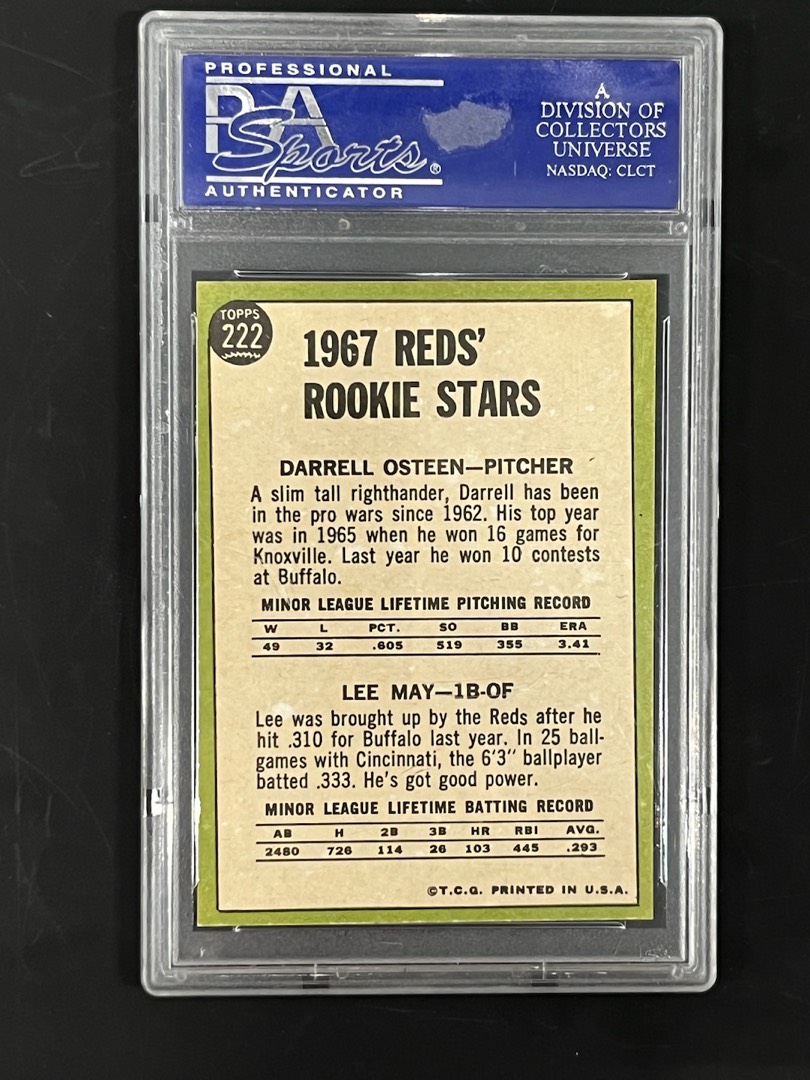 PROFESSIONAL
PSA
Sports®
AUTHENTICATOR
A
DIVISION OF
COLLECTORS
UNIVERSE
NASDAQ: CLCT
TOPPS
222
1967 REDS'
ROOKIE STARS
DARRELL OSTEEN—PITCHER
A slim tall righthander, Darrell has been
in the pro wars since 1962. His top year
was in 1965 when he won 16 games for
Knoxville. Last year he won 10 contests
at Buffalo.
MINOR LEAGUE LIFETIME PITCHING RECORD
W L PCT. SO BB ERA
49 32 .605 519 355 3.41
LEE MAY—1B-OF
Lee was brought up by the Reds after he
hit .310 for Buffalo last year. In 25 ball-
games with Cincinnati, the 6'3" ballplayer
batted .333. He's got good power.
MINOR LEAGUE LIFETIME BATTING RECORD
AB H 2B 3B HR RBI AVG.
2480 726 114 26 103 445 .293
©T.C.G. PRINTED IN U.S.A.